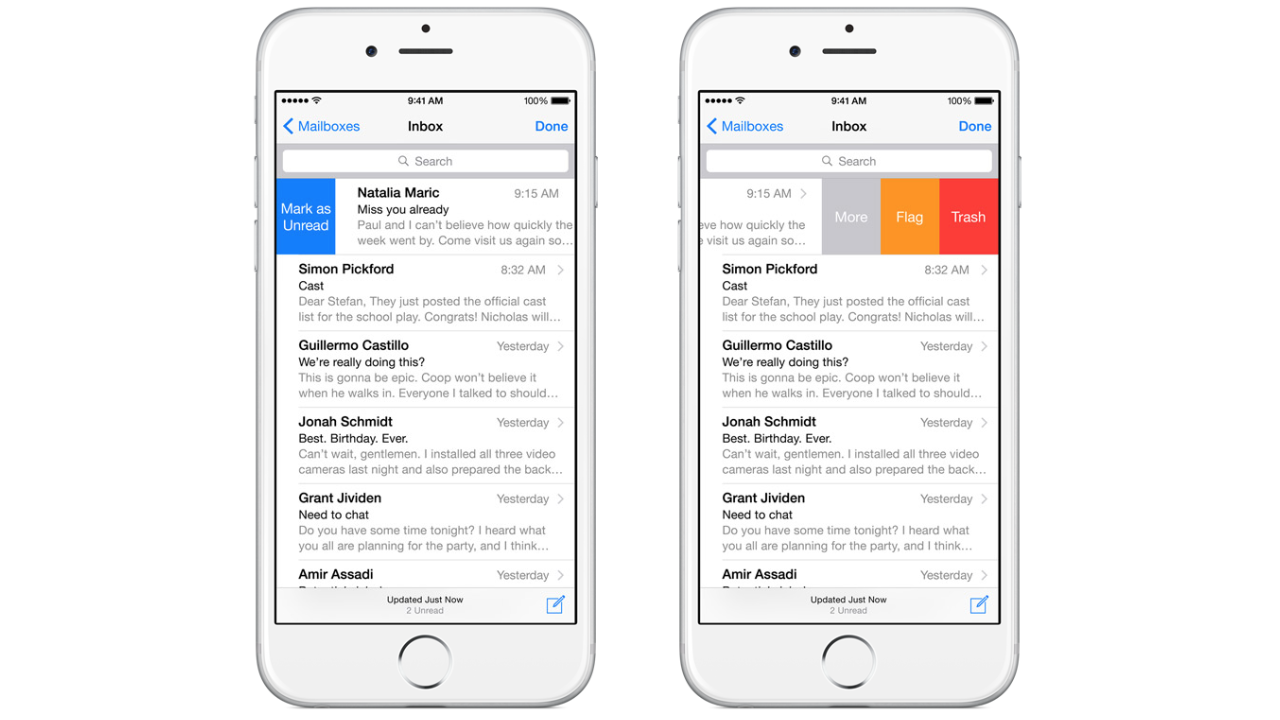 9:41 AM 100%
Mailboxes Inbox Done
Search
Mark as
Unread
Natalia Maric 9:15 AM
Miss you already
Paul and I can't believe how quickly the
week went by. Come visit us again so...
Simon Pickford 8:32 AM
Cast
Dear Stefan, They just posted the official cast
list for the school play. Congrats! Nicholas will...
Guillermo Castillo Yesterday
We're really doing this?
This is gonna be epic. Coop won't believe it
when he walks in. Everyone I talked to should...
Jonah Schmidt Yesterday
Best. Birthday. Ever.
Can't wait, gentlemen. I installed all three video
cameras last night and also prepared the back...
Grant Jividen Yesterday
Need to chat
Do you have some time tonight? I heard what
you all are planning for the party, and I think...
Amir Assadi Yesterday
Updated Just Now
2 Unread
9:41 AM 100%
Mailboxes Inbox Done
Search
9:15 AM
eve how quickly the
e visit us again so...
More Flag Trash
Simon Pickford 8:32 AM
Cast
Dear Stefan, They just posted the official cast
list for the school play. Congrats! Nicholas will...
Guillermo Castillo Yesterday
We're really doing this?
This is gonna be epic. Coop won't believe it
when he walks in. Everyone I talked to should...
Jonah Schmidt Yesterday
Best. Birthday. Ever.
Can't wait, gentlemen. I installed all three video
cameras last night and also prepared the back...
Grant Jividen Yesterday
Need to chat
Do you have some time tonight? I heard what
you all are planning for the party, and I think...
Amir Assadi Yesterday
Updated Just Now
2 Unread